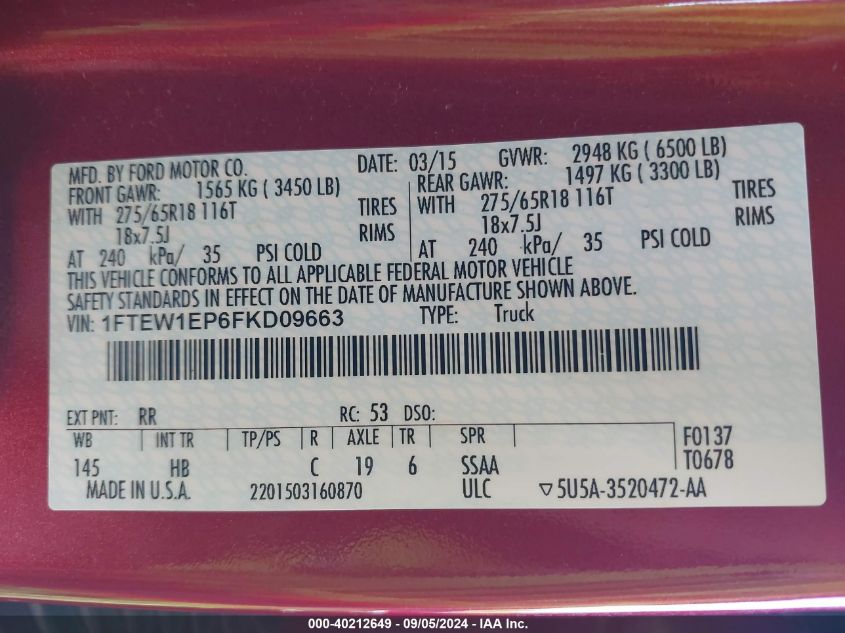 MFD. BY FORD MOTOR CO. DATE: 03/15 GVWR: 2948 KG ( 6500 LB)
FRONT GAWR: 1565 KG ( 3450 LB) REAR GAWR: 1497 KG ( 3300 LB)
WITH 275/65R18 116T TIRES WITH 275/65R18 116T TIRES
18x7.5J RIMS 18x7.5J RIMS
AT 240 kPa/ 35 PSI COLD AT 240 kPa/ 35 PSI COLD
THIS VEHICLE CONFORMS TO ALL APPLICABLE FEDERAL MOTOR VEHICLE
SAFETY STANDARDS IN EFFECT ON THE DATE OF MANUFACTURE SHOWN ABOVE.
VIN: 1FTEW1EP6FKD09663 TYPE: Truck
EXT PNT: RR RC: 53 DSO:
WB INT TR TP/PS R AXLE TR SPR F0137
145 HB C 19 6 SSAA T0678
MADE IN U.S.A. 2201503160870 ULC ▽5U5A-3520472-AA
000-40212649 - 09/05/2024 - IAA Inc.